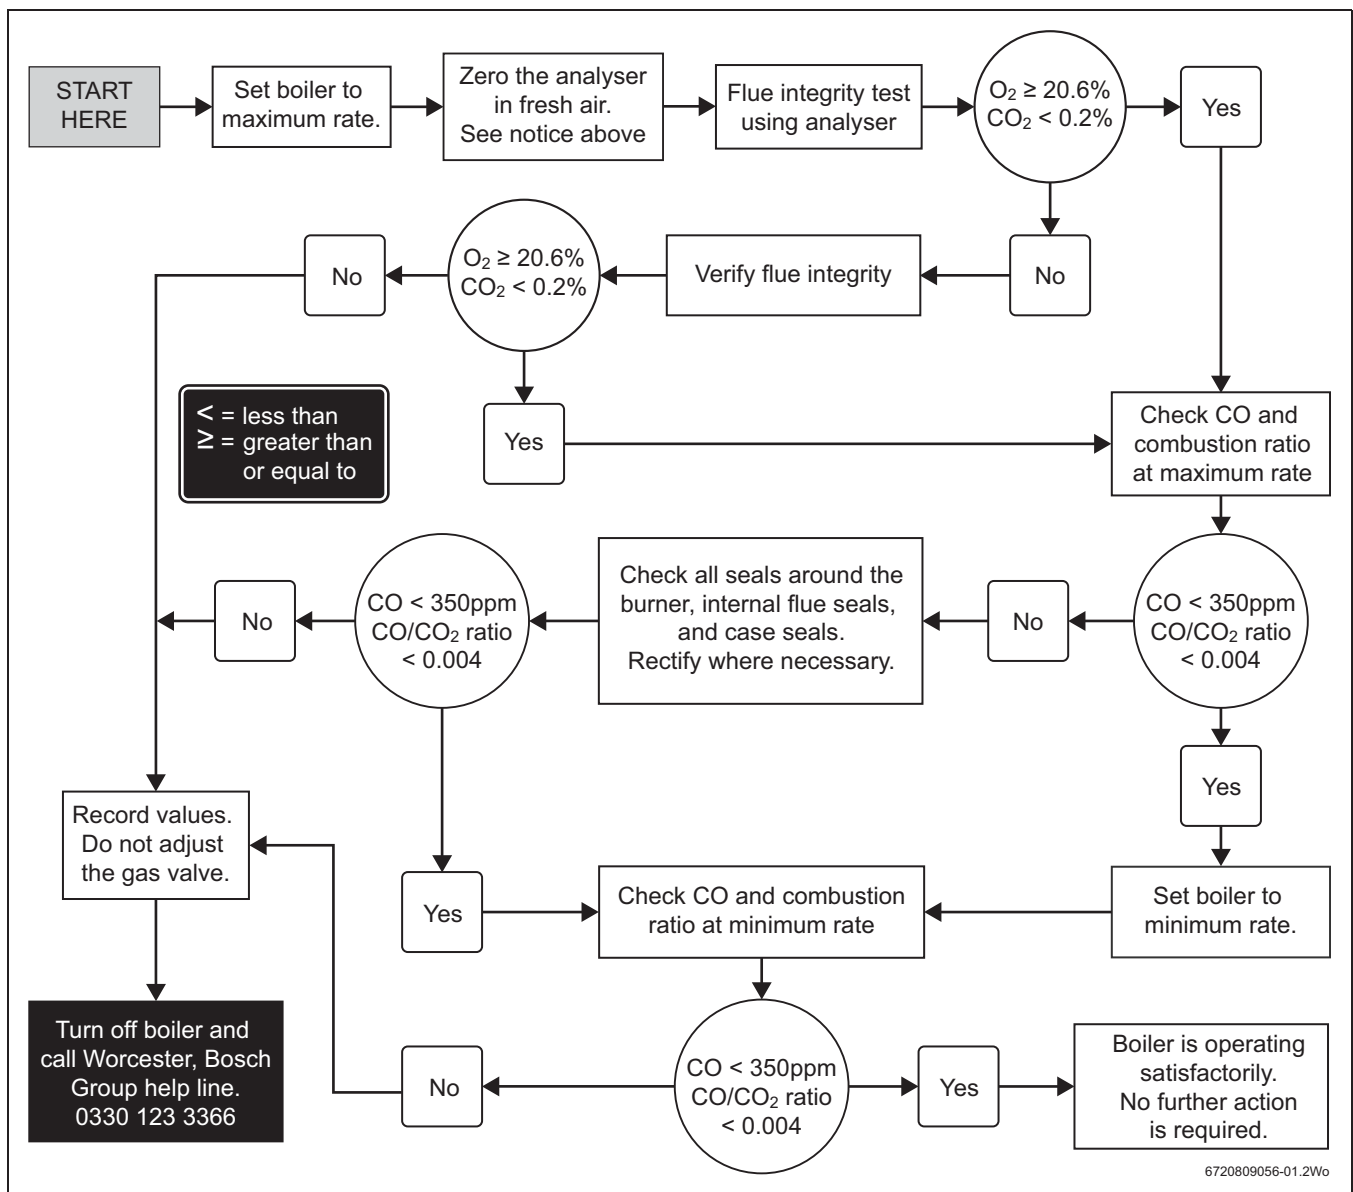 START
HERE
Set boiler to
maximum rate.
Zero the analyser
in fresh air.
See notice above
Flue integrity test
using analyser
O₂ ≥ 20.6%
CO₂ < 0.2%
Yes
No
Verify flue integrity
O₂ ≥ 20.6%
CO₂ < 0.2%
No
< = less than
≥ = greater than
or equal to
Yes
Check CO and
combustion ratio
at maximum rate
CO < 350ppm
CO/CO₂ ratio
< 0.004
No
Check all seals around the
burner, internal flue seals,
and case seals.
Rectify where necessary.
CO < 350ppm
CO/CO₂ ratio
< 0.004
No
Yes
Set boiler to
minimum rate.
Yes
Check CO and combustion
ratio at minimum rate
Record values.
Do not adjust
the gas valve.
Turn off boiler and
call Worcester, Bosch
Group help line.
0330 123 3366
No
CO < 350ppm
CO/CO₂ ratio
< 0.004
Yes
Boiler is operating
satisfactorily.
No further action
is required.
6720809056-01.2Wo